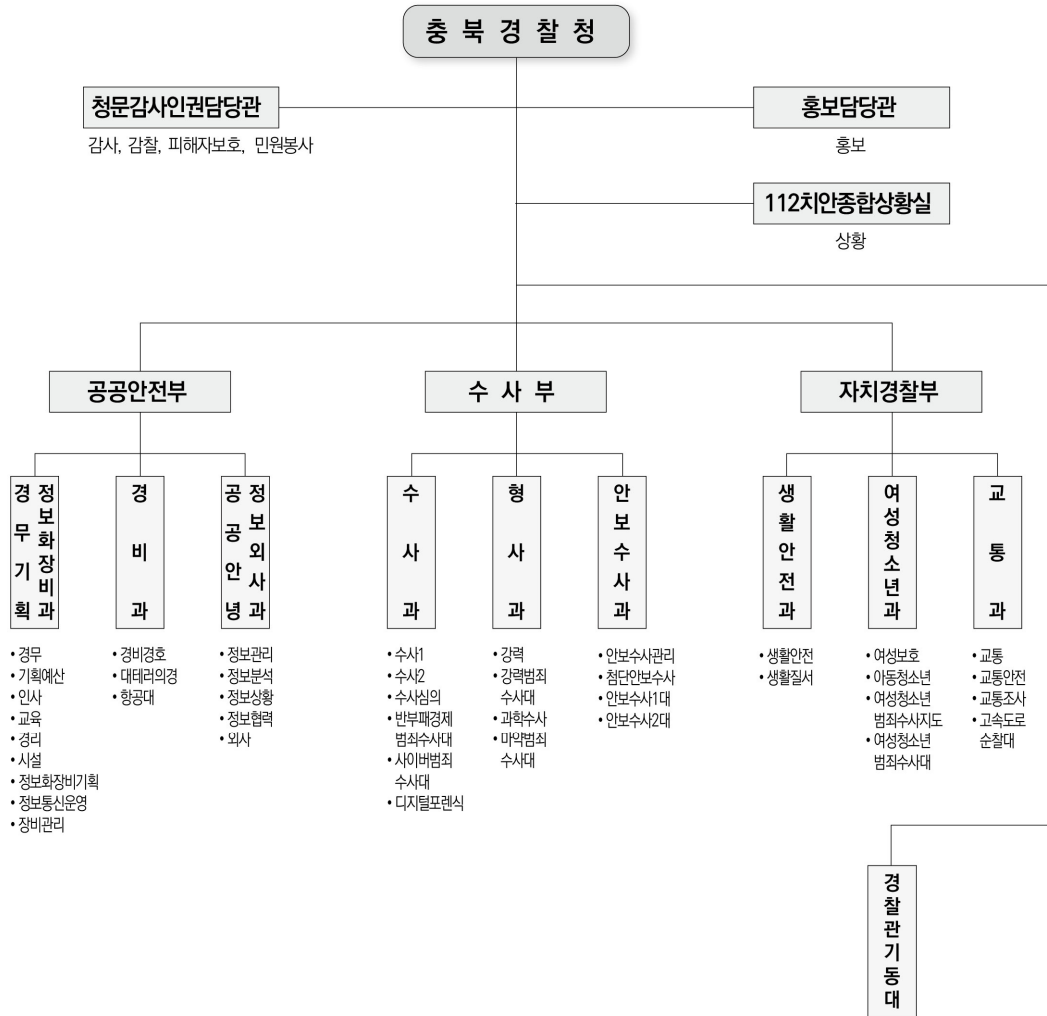 충북경찰청
청문감사인권담당관
감사, 감찰, 피해자보호, 민원봉사
홍보담당관
홍보
112치안종합상황실
상황
공공안전부
수사부
자치경찰부
경무기획
정보화장비과
경비과
공공안녕
정보외사과
수사과
형사과
안보수사과
생활안전과
여성청소년과
교통과
• 경무
• 기획예산
• 인사
• 교육
• 경리
• 시설
• 정보화장비기획
• 정보통신운영
• 장비관리
• 경비경호
• 대테러의경
• 항공대
• 정보관리
• 정보분석
• 정보상황
• 정보협력
• 외사
• 수사1
• 수사2
• 수사심의
• 반부패경제
범죄수사대
• 사이버범죄
수사대
• 디지털포렌식
• 강력
• 강력범죄
수사대
• 과학수사
• 마약범죄
수사대
• 안보수사관리
• 첨단안보수사
• 안보수사1대
• 안보수사2대
• 생활안전
• 생활질서
• 여성보호
• 아동청소년
• 여성청소년
범죄수사지도
• 여성청소년
범죄수사대
• 교통
• 교통안전
• 교통조사
• 고속도로
순찰대
경찰관기동대